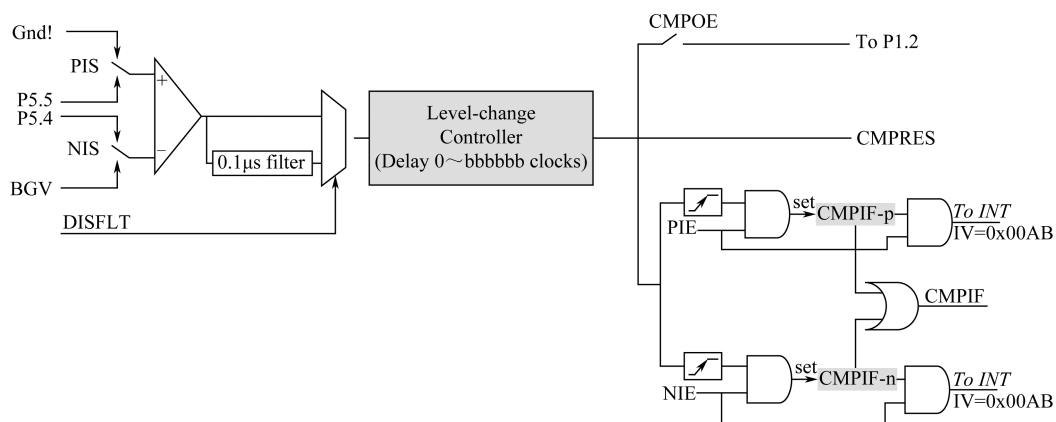 CMPOE
Gnd!
To P1.2
PIS
+
P5.5
P5.4
Level-change
Controller
(Delay 0～bbbbbb clocks)
CMPRES
NIS
−
0.1μs filter
BGV
DISFLT
set
CMPIF-p
To INT
PIE
IV=0x00AB
CMPIF
set
CMPIF-n
To INT
NIE
IV=0x00AB